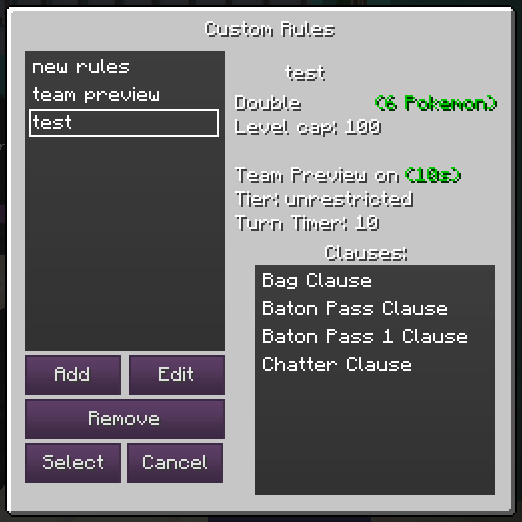 Custom Rules
new rules
team preview
test
test
Double (6 Pokemon)
Level cap: 100
Team Preview on (10s)
Tier: unrestricted
Turn Timer: 10
Clauses:
Bag Clause
Baton Pass Clause
Baton Pass 1 Clause
Chatter Clause
Add Edit
Remove
Select Cancel